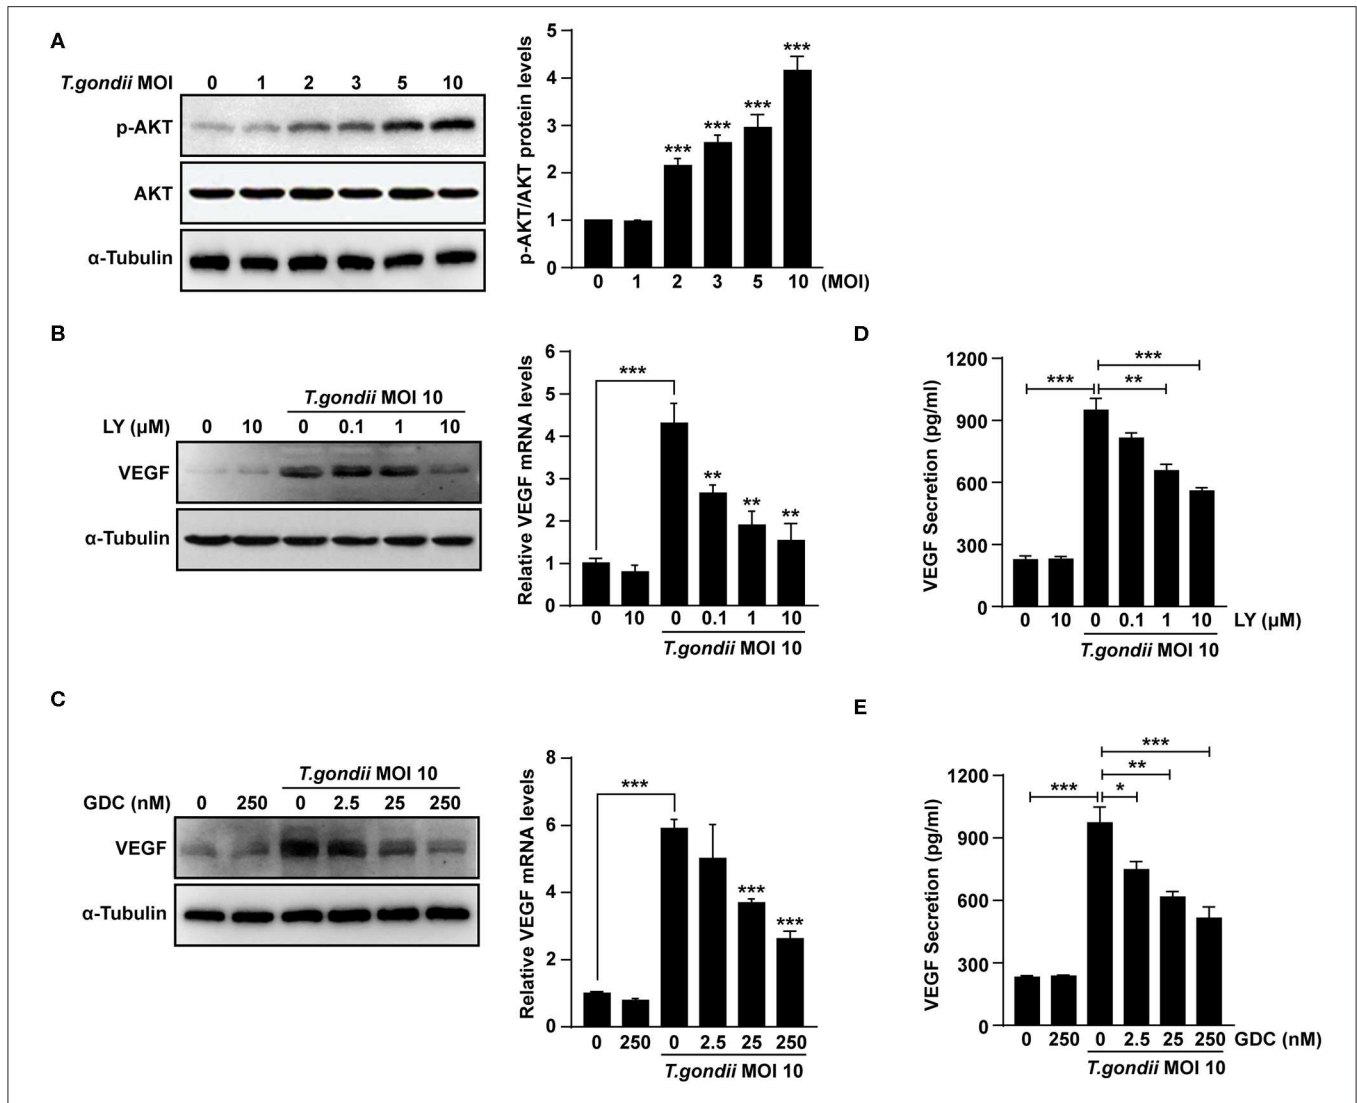 A
T.gondii MOI 0 1 2 3 5 10
p-AKT
AKT
α-Tubulin
p-AKT/AKT protein levels
5
4
3
2
1
0
***
***
***
***
0 1 2 3 5 10 (MOI)
B
T.gondii MOI 10
LY (μM) 0 10 0 0.1 1 10
VEGF
α-Tubulin
Relative VEGF mRNA levels
6
5
4
3
2
1
0
***
**
**
**
0 10 0 0.1 1 10
T.gondii MOI 10
D
VEGF Secretion (pg/ml)
1200
900
600
300
0
***
*** **
0 10 0 0.1 1 10 LY (μM)
T.gondii MOI 10
C
T.gondii MOI 10
GDC (nM) 0 250 0 2.5 25 250
VEGF
α-Tubulin
Relative VEGF mRNA levels
8
6
4
2
0
***
***
***
0 250 0 2.5 25 250
T.gondii MOI 10
E
VEGF Secretion (pg/ml)
1200
900
600
300
0
***
**
*** *
0 250 0 2.5 25 250 GDC (nM)
T.gondii MOI 10